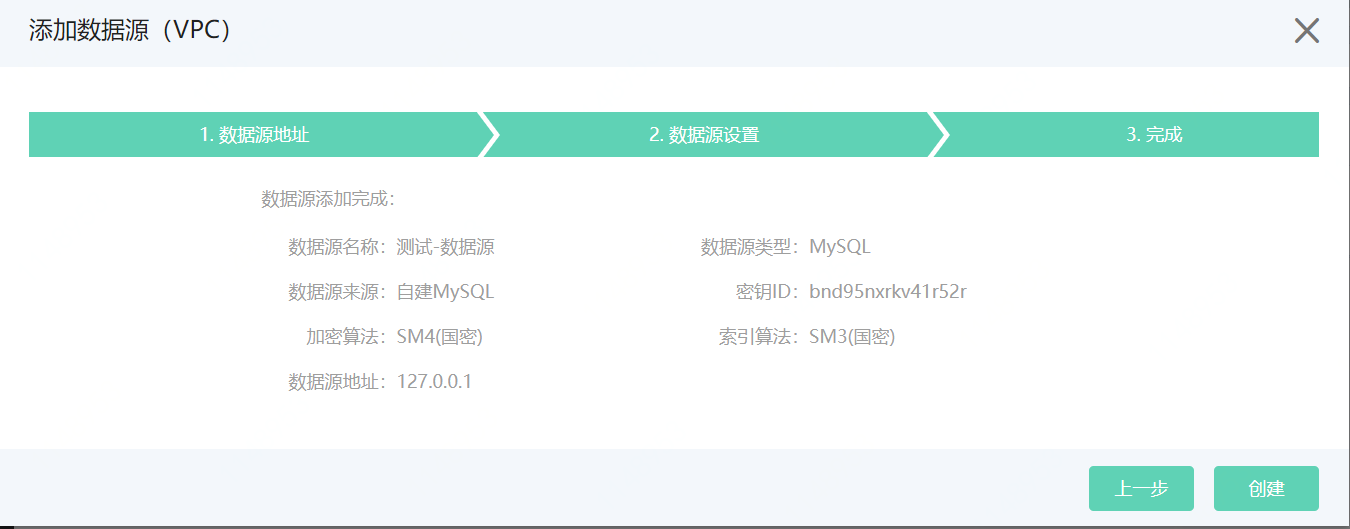 添加数据源（VPC）
1. 数据源地址
2. 数据源设置
3. 完成
数据源添加完成：
数据源名称：测试-数据源
数据源类型：MySQL
数据源来源：自建MySQL
密钥ID：bnd95nxrkv41r52r
加密算法：SM4(国密)
索引算法：SM3(国密)
数据源地址：127.0.0.1
上一步
创建